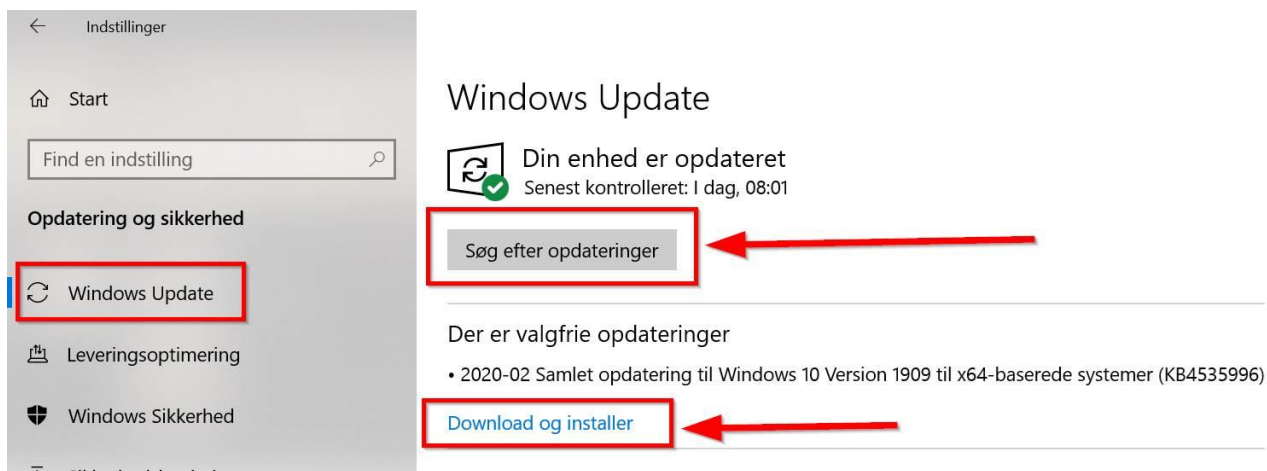 Indstillinger
Start
Find en indstilling
Opdatering og sikkerhed
Windows Update
Leveringsoptimering
Windows Sikkerhed
Windows Update
Din enhed er opdateret
Senest kontrolleret: I dag, 08:01
Søg efter opdateringer
Der er valgfrie opdateringer
• 2020-02 Samlet opdatering til Windows 10 Version 1909 til x64-baserede systemer (KB4535996)
Download og installer